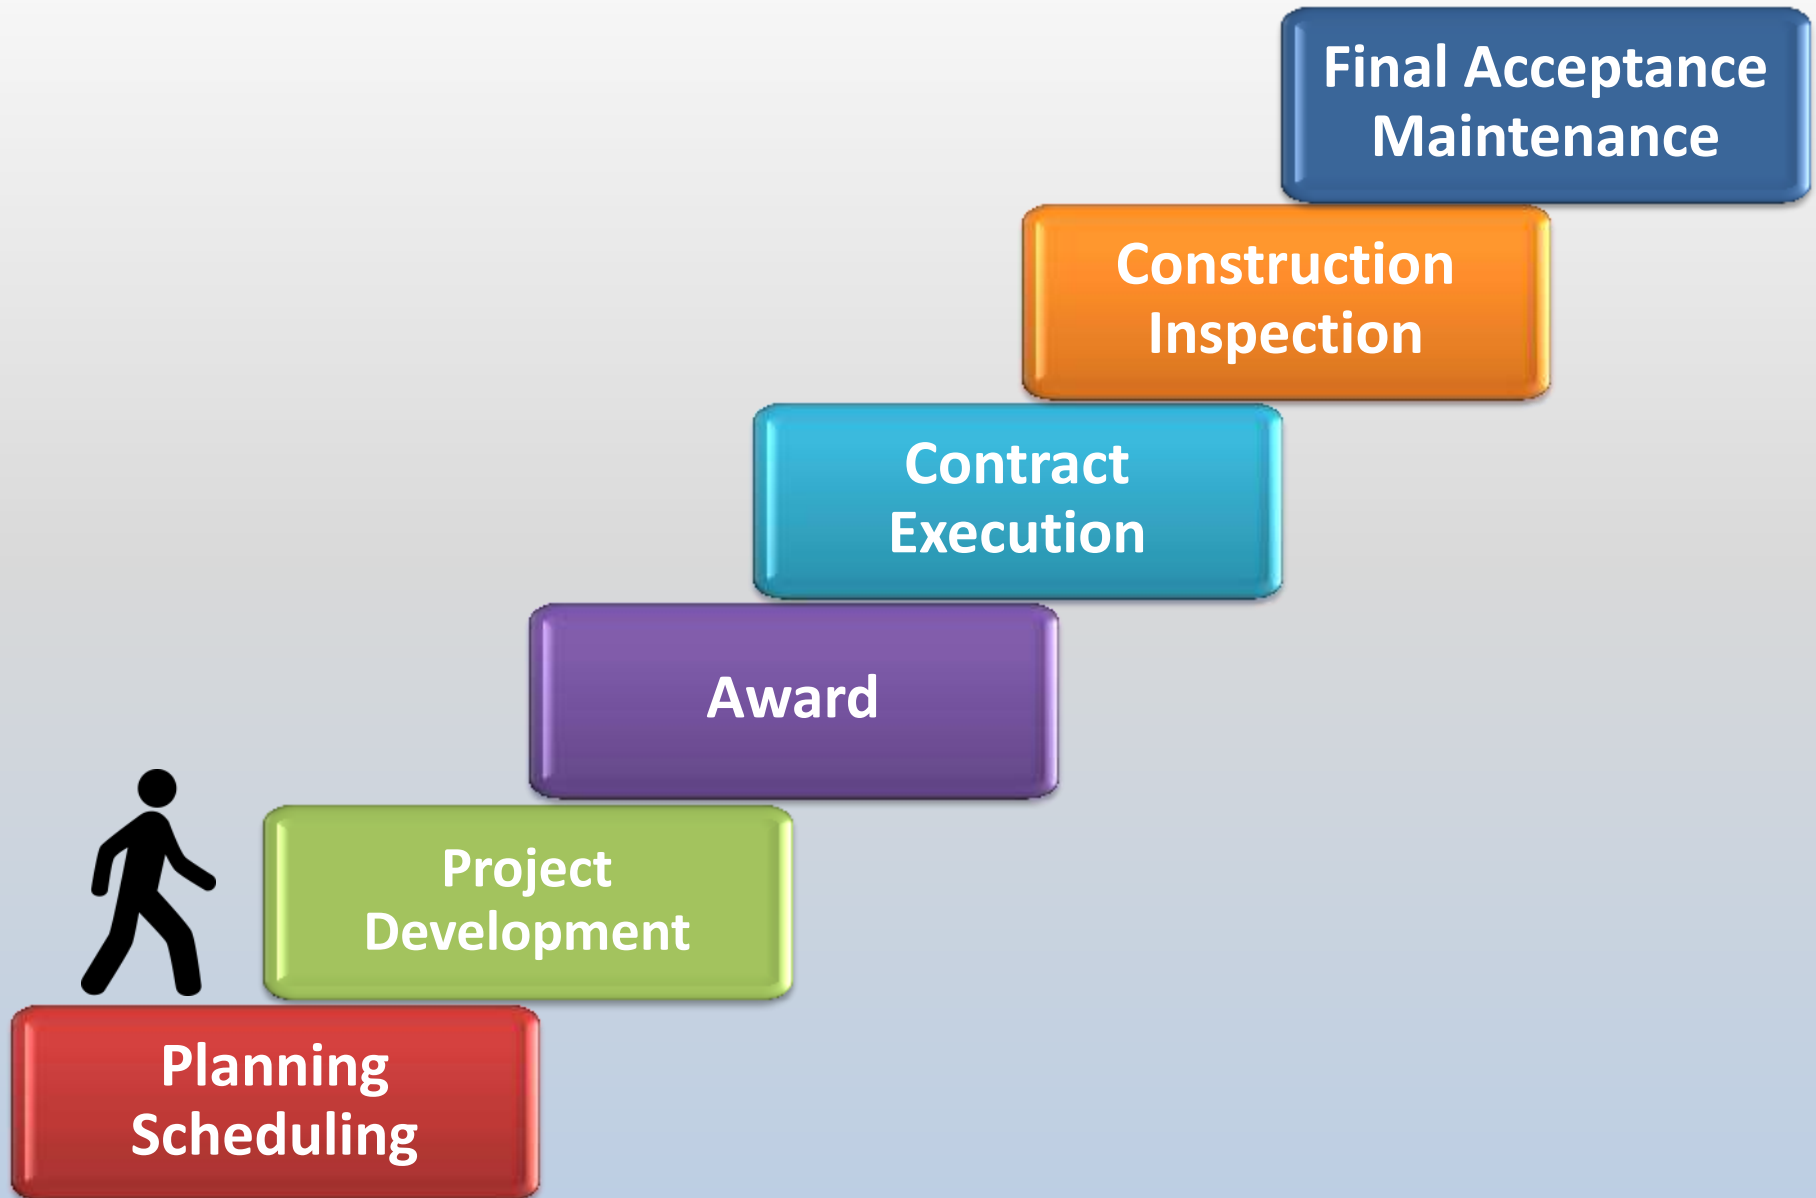 Final Acceptance
Maintenance
Construction
Inspection
Contract
Execution
Award
Project
Development
Planning
Scheduling